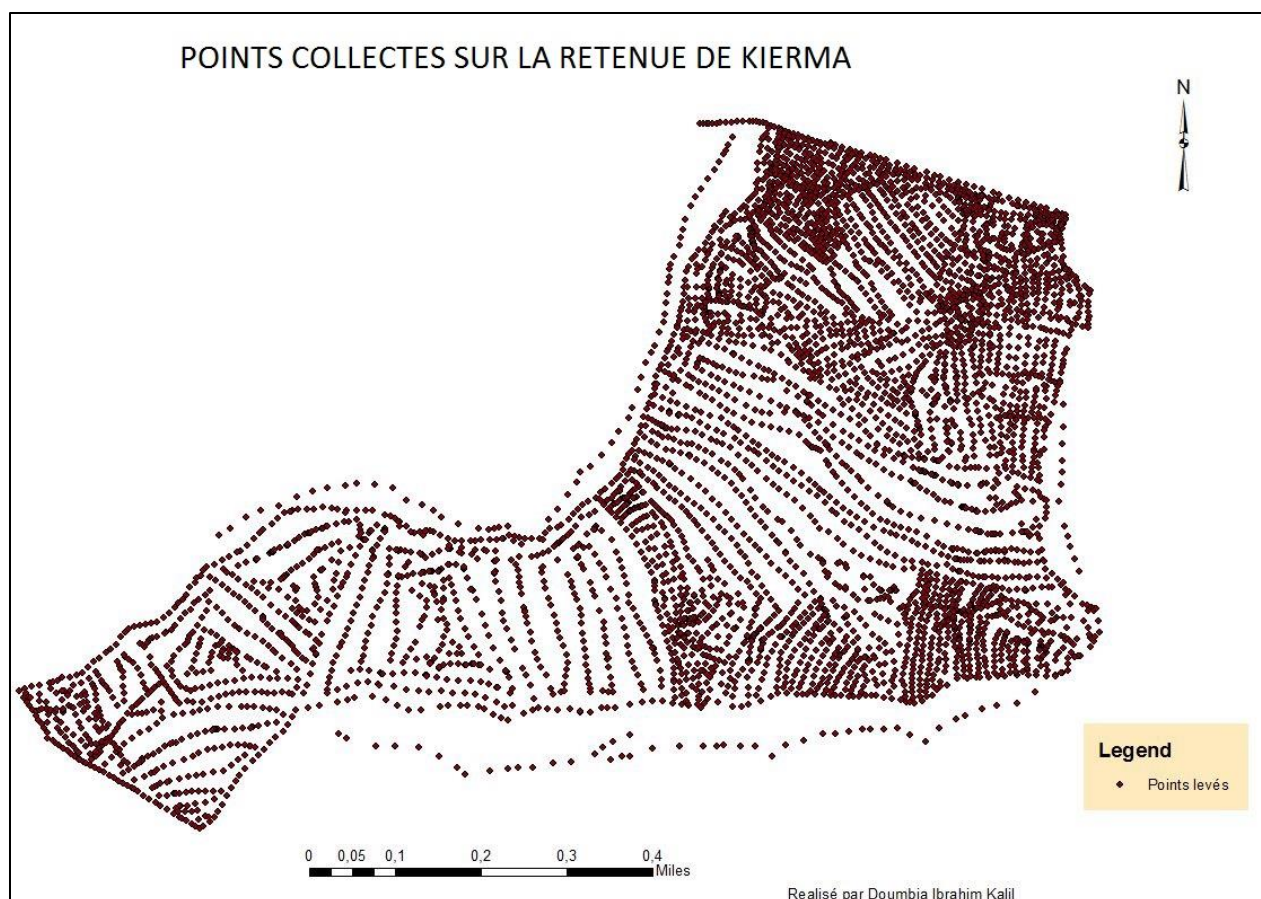 POINTS COLLECTES SUR LA RETENUE DE KIERMA
N
Legend
Points levés
0 0,05 0,1 0,2 0,3 0,4
Miles
Realisé par Doumbia Ibrahim Kalil